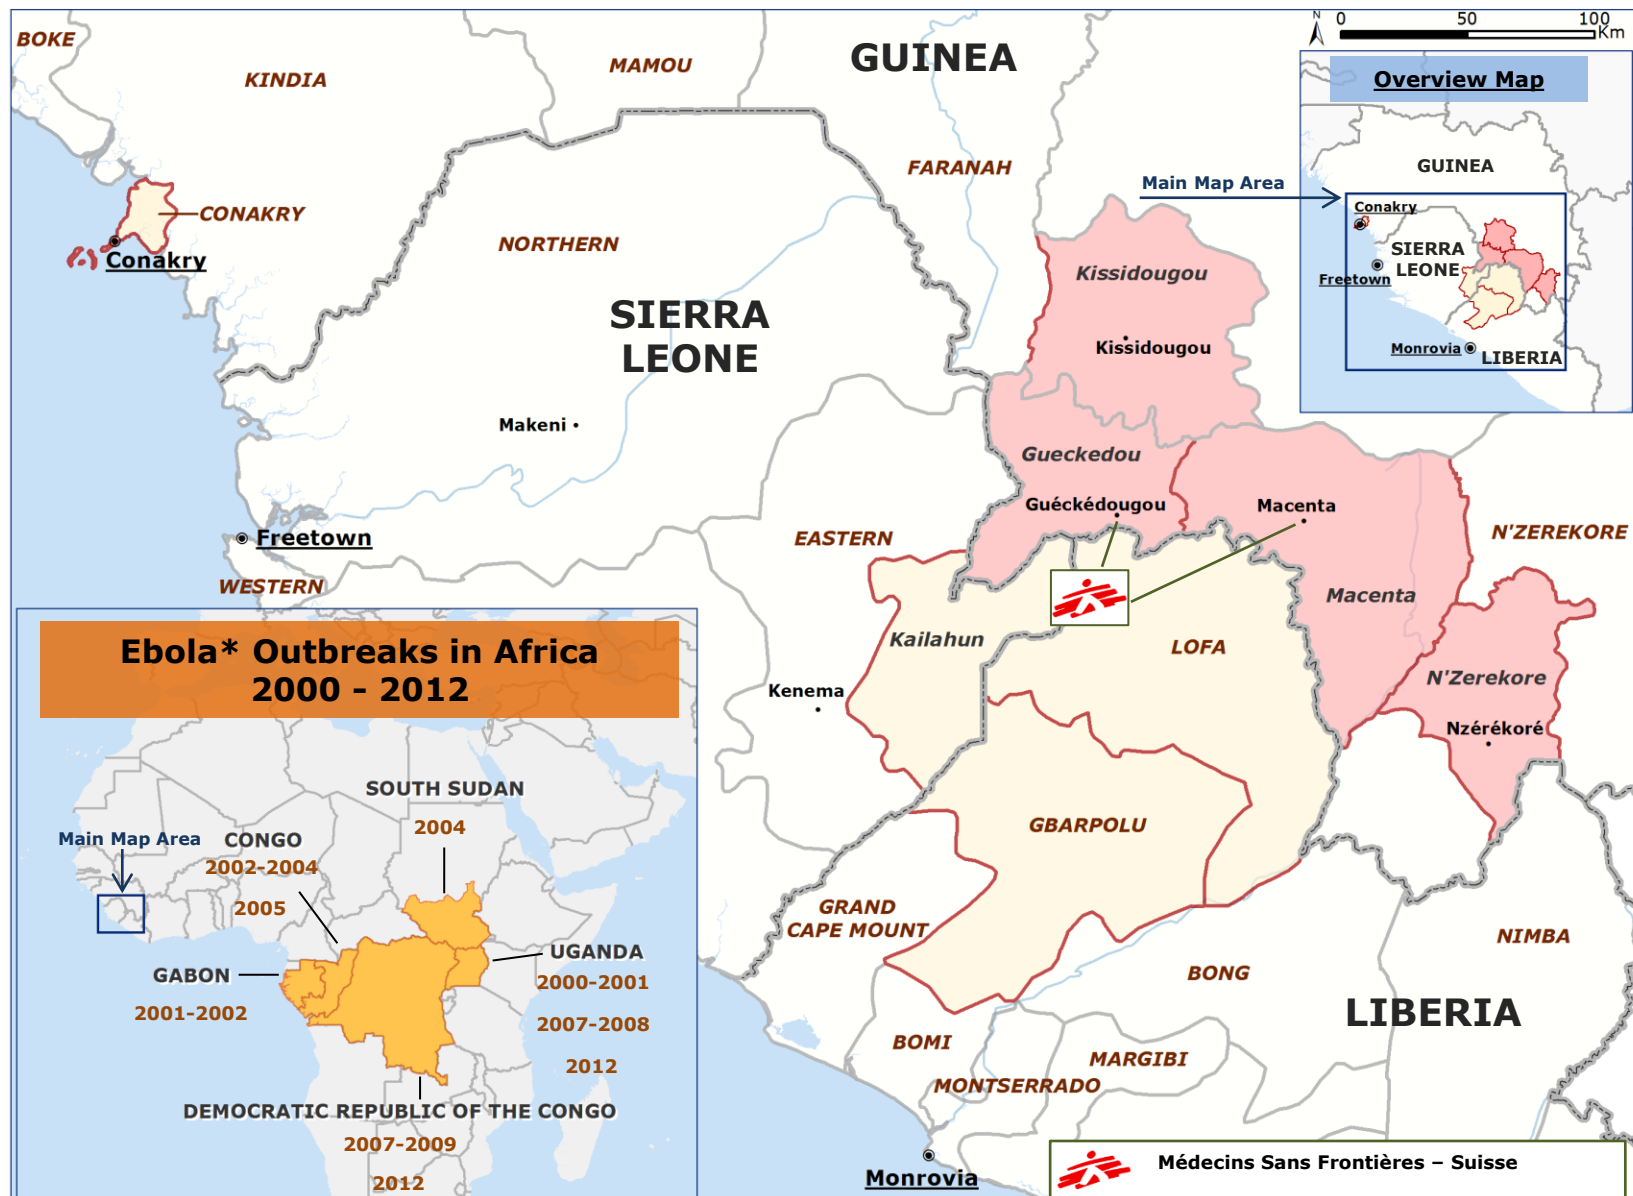 BOKE
KINDIA
MAMOU
GUINEA
FARANAH
CONAKRY
Conakry
NORTHERN
SIERRA
LEONE
Makeni
Freetown
WESTERN
EASTERN
Kenema
Kailahun
Kissidougou
Kissidougou
Gueckedou
Guéckédougou
Macenta
Macenta
N'ZEREKORE
N'Zerekore
Nzérékoré
LOFA
GBARPOLU
GRAND
CAPE MOUNT
BOMI
MONTSERRADO
MARGIBI
BONG
NIMBA
LIBERIA
Monrovia
N
0 50 100
Km
Overview Map
Main Map Area
GUINEA
Conakry
SIERRA
LEONE
Freetown
Monrovia
LIBERIA
Ebola* Outbreaks in Africa
2000 - 2012
Main Map Area
SOUTH SUDAN
2004
CONGO
2002-2004
2005
GABON
2001-2002
UGANDA
2000-2001
2007-2008
2012
DEMOCRATIC REPUBLIC OF THE CONGO
2007-2009
2012
Médecins Sans Frontières – Suisse